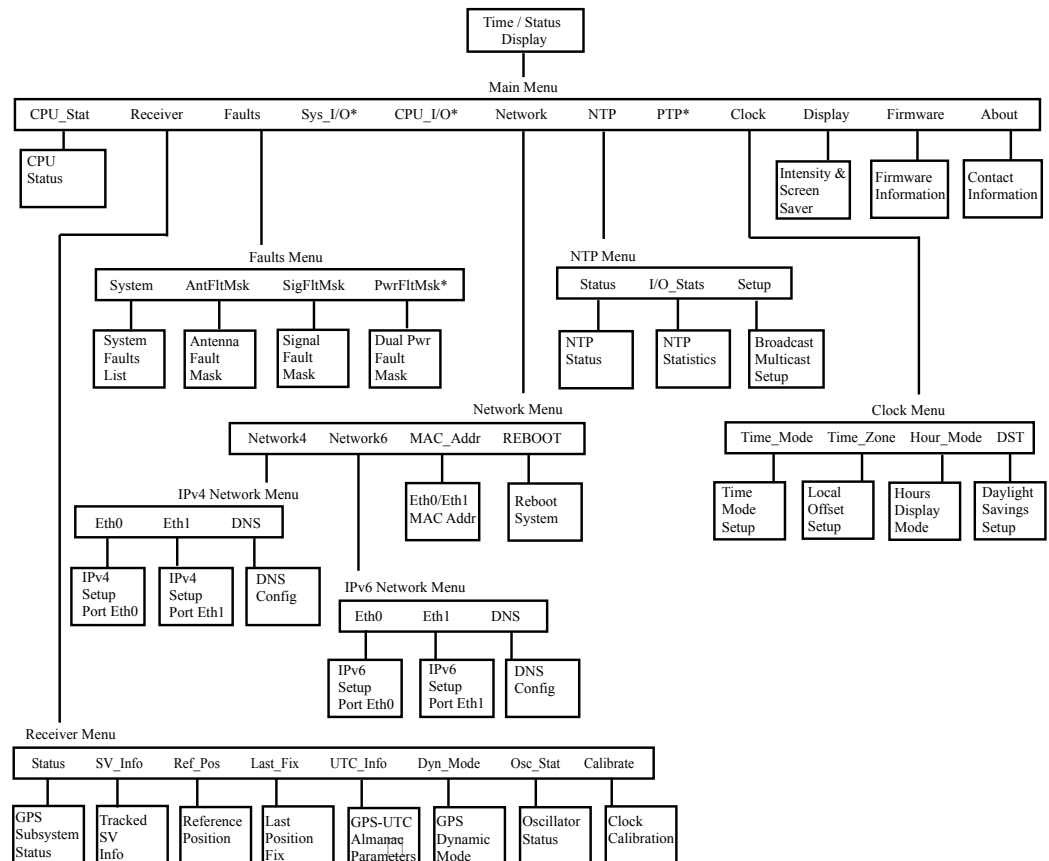 Time / Status
Display
Main Menu
CPU_Stat Receiver Faults Sys_I/O* CPU_I/O* Network NTP PTP* Clock Display Firmware About
CPU
Status
Intensity &
Screen
Saver
Firmware
Information
Contact
Information
Faults Menu
System AntFltMsk SigFltMsk PwrFltMsk*
System
Faults
List
Antenna
Fault
Mask
Signal
Fault
Mask
Dual Pwr
Fault
Mask
NTP Menu
Status I/O_Stats Setup
NTP
Status
NTP
Statistics
Broadcast
Multicast
Setup
Network Menu
Network4 Network6 MAC_Addr REBOOT
Eth0/Eth1
MAC Addr
Reboot
System
Clock Menu
Time_Mode Time_Zone Hour_Mode DST
Time
Mode
Setup
Local
Offset
Setup
Hours
Display
Mode
Daylight
Savings
Setup
IPv4 Network Menu
Eth0 Eth1 DNS
IPv4
Setup
Port Eth0
IPv4
Setup
Port Eth1
DNS
Config
IPv6 Network Menu
Eth0 Eth1 DNS
IPv6
Setup
Port Eth0
IPv6
Setup
Port Eth1
DNS
Config
Receiver Menu
Status SV_Info Ref_Pos Last_Fix UTC_Info Dyn_Mode Osc_Stat Calibrate
GPS
Subsystem
Status
Tracked
SV
Info
Reference
Position
Last
Position
Fix
GPS-UTC
Almanac
Parameters
GPS
Dynamic
Mode
Oscillator
Status
Clock
Calibration